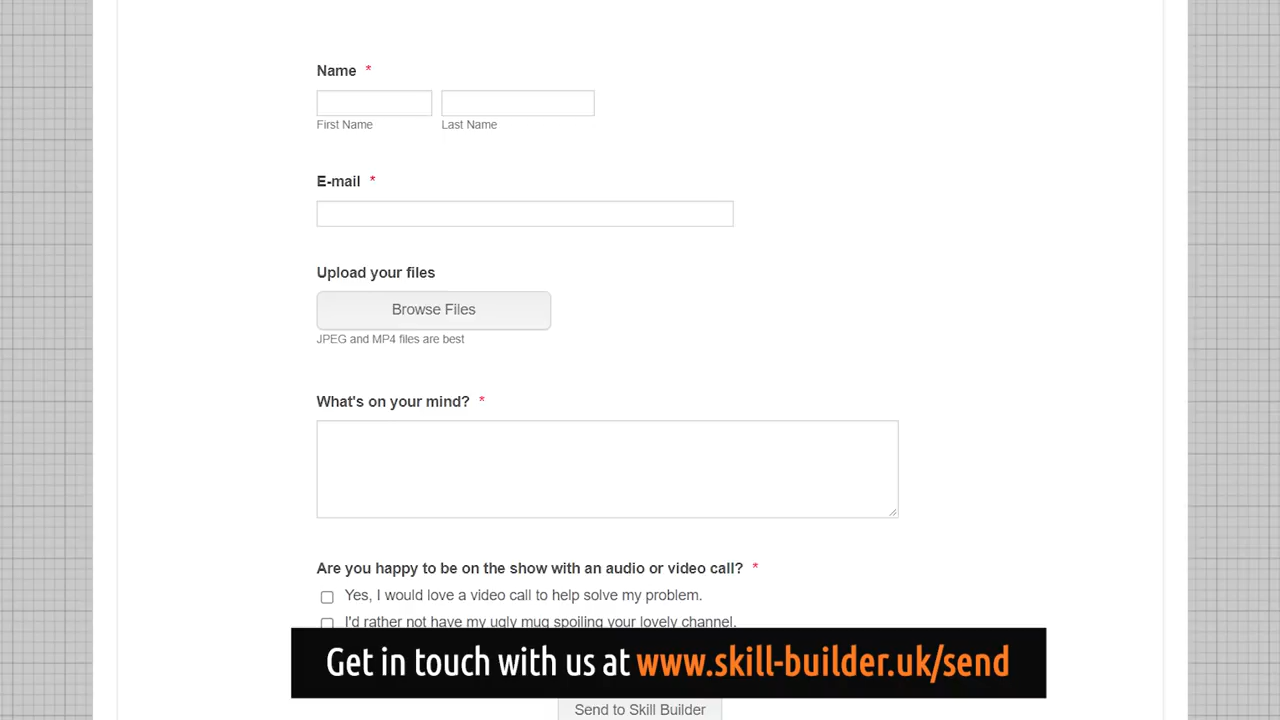 Name *
First Name Last Name
E-mail *
Upload your files
Browse Files
JPEG and MP4 files are best
What's on your mind? *
Are you happy to be on the show with an audio or video call? *
Yes, I would love a video call to help solve my problem.
I'd rather not have my ugly mug spoiling your lovely channel.
Get in touch with us at www.skill-builder.uk/send
Send to Skill Builder